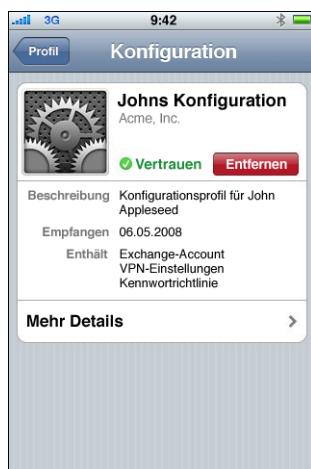 3G 9:42
Profil Konfiguration
Johns Konfiguration
Acme, Inc.
Vertrauen Entfernen
Beschreibung Konfigurationsprofil für John
Appleseed
Empfangen 06.05.2008
Enthält Exchange-Account
VPN-Einstellungen
Kennwortrichtlinie
Mehr Details